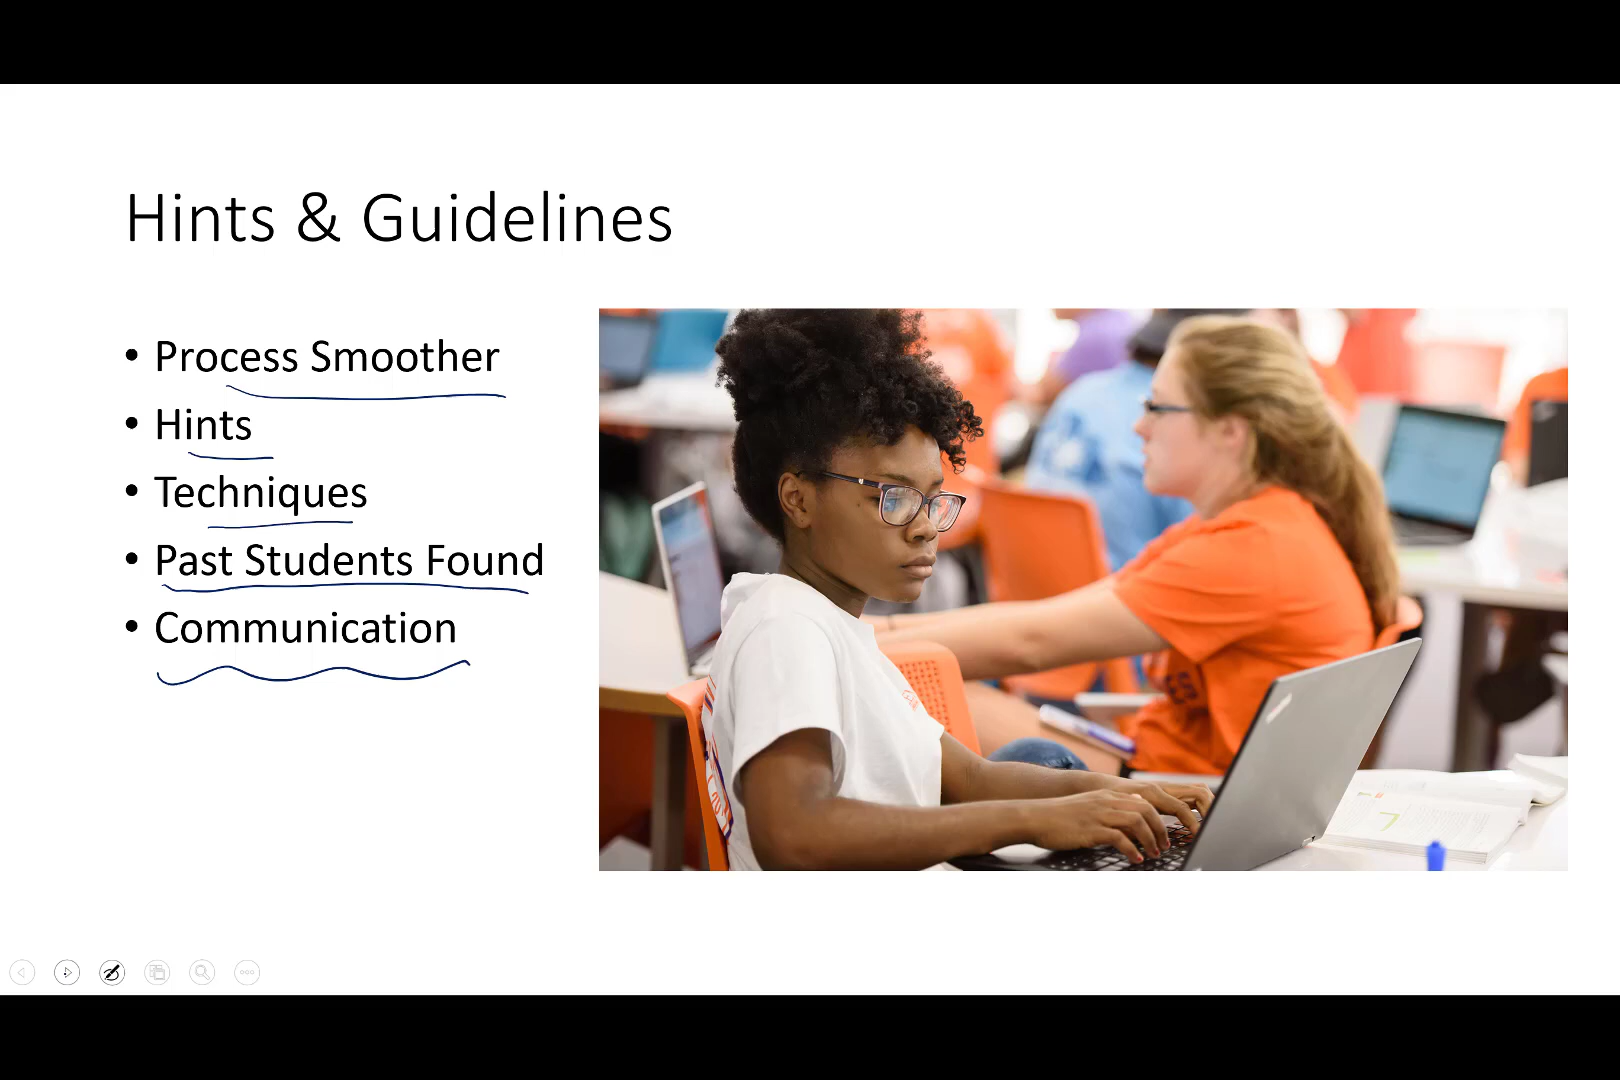 Hints & Guidelines
• Process Smoother
• Hints
• Techniques
• Past Students Found
• Communication